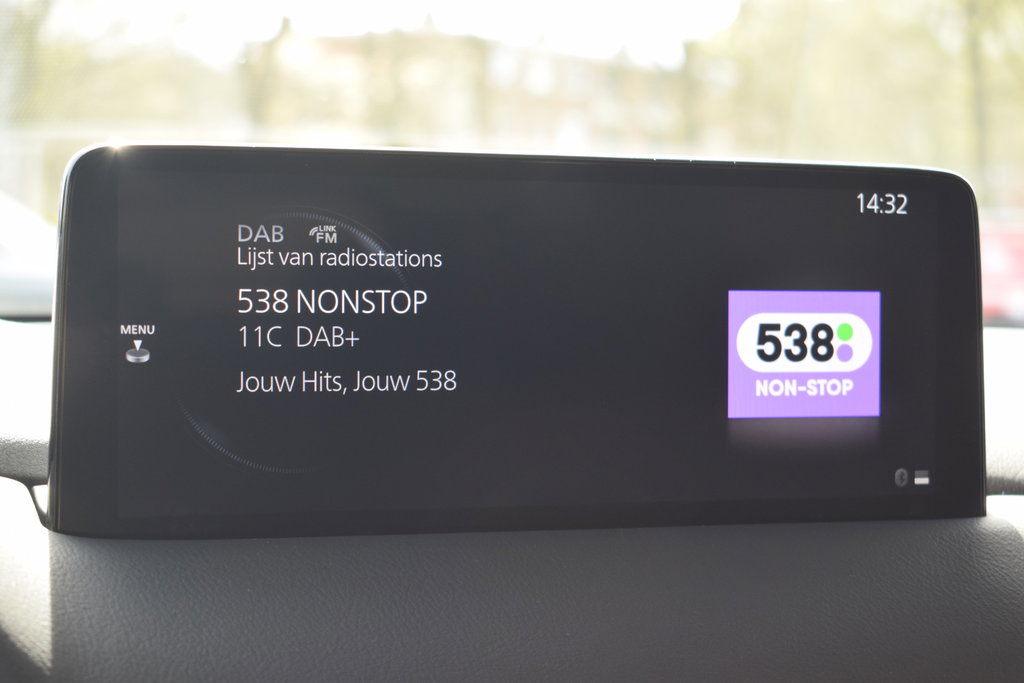 14:32
DAB LINK FM
Lijst van radiostations
538 NONSTOP
11C DAB+
Jouw Hits, Jouw 538
MENU
538
NON-STOP